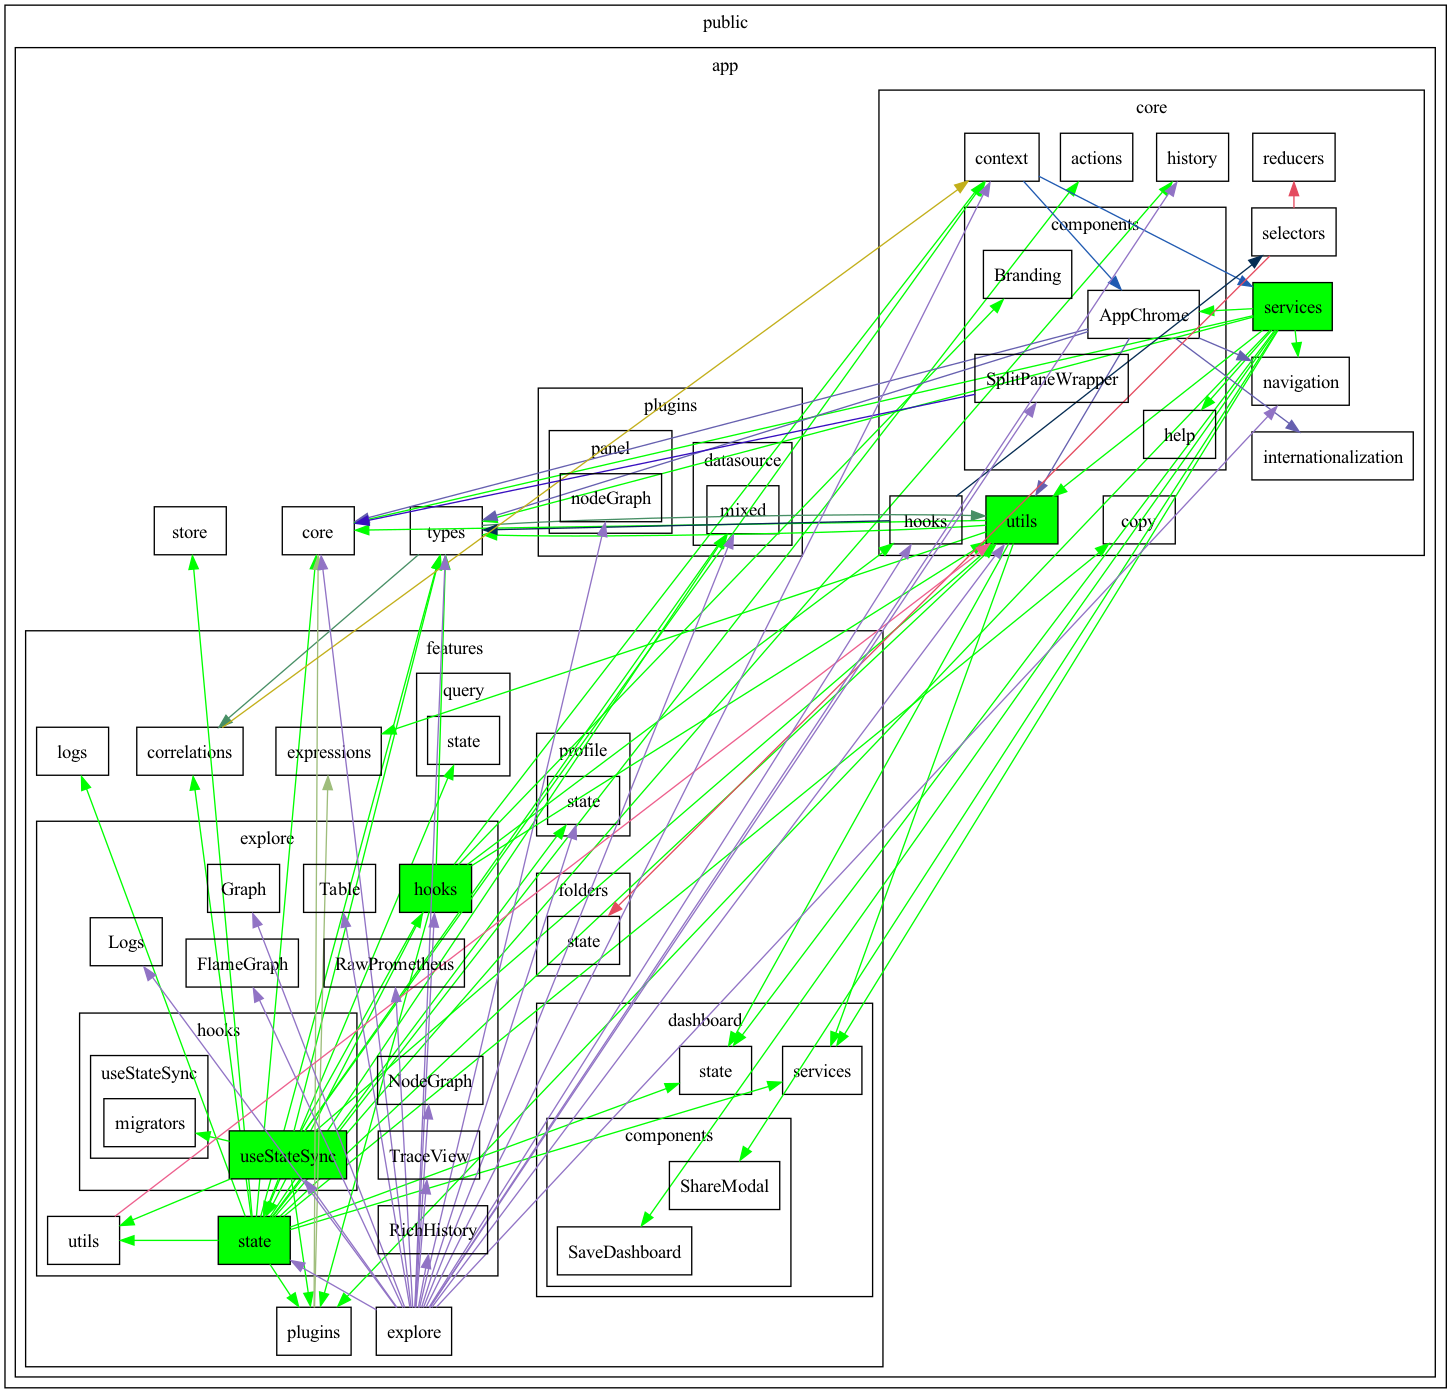 public
app
core
context
actions
history
reducers
components
selectors
Branding
services
AppChrome
SplitPaneWrapper
navigation
plugins
help
panel
datasource
internationalization
nodeGraph
mixed
store
core
types
hooks
utils
copy
features
query
state
logs
correlations
expressions
profile
state
explore
Graph
Table
hooks
folders
Logs
state
FlameGraph
RawPrometheus
hooks
dashboard
useStateSync
NodeGraph
state
services
migrators
components
useStateSync
TraceView
ShareModal
utils
state
RichHistory
SaveDashboard
plugins
explore